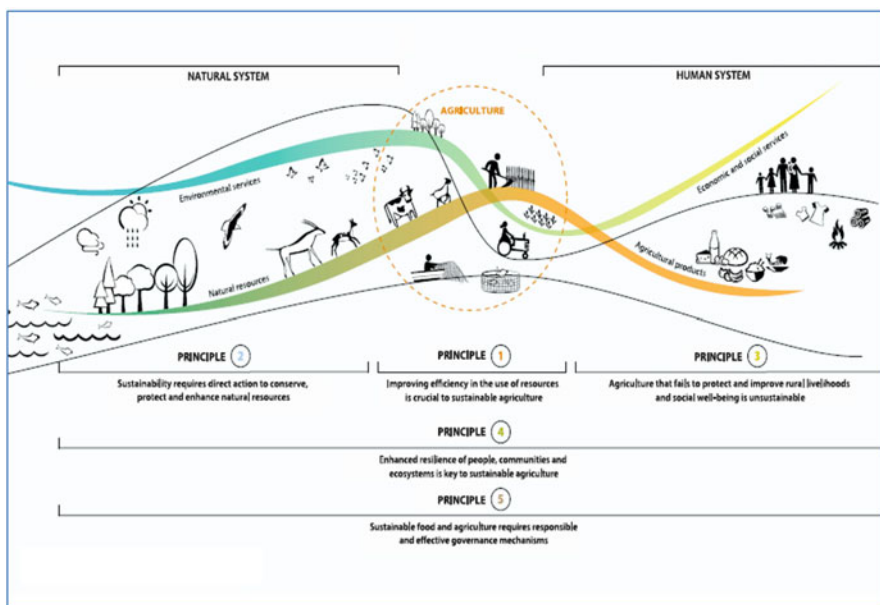 NATURAL SYSTEM
HUMAN SYSTEM
AGRICULTURE
Environmental services
Economic and social services
Natural resources
Agricultural products
PRINCIPLE 2
Sustainability requires direct action to conserve,
protect and enhance natural resources
PRINCIPLE 1
Improving efficiency in the use of resources
is crucial to sustainable agriculture
PRINCIPLE 3
Agriculture that fails to protect and improve rural livelihoods
and social well-being is unsustainable
PRINCIPLE 4
Enhanced resilience of people, communities and
ecosystems is key to sustainable agriculture
PRINCIPLE 5
Sustainable food and agriculture requires responsible
and effective governance mechanisms